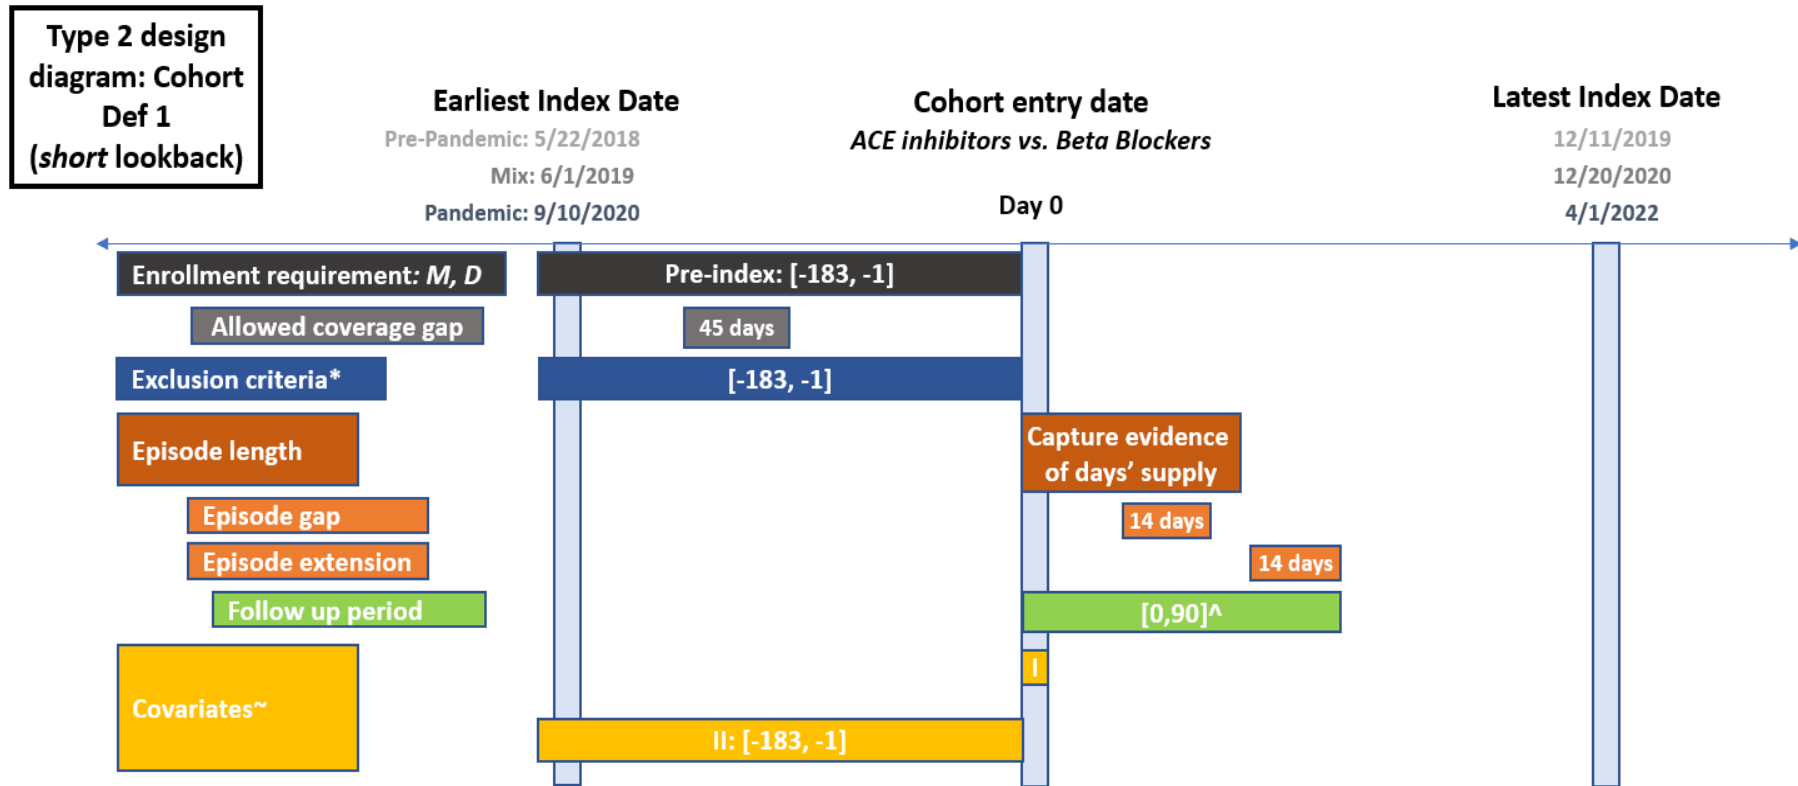 Type 2 design
diagram: Cohort
Def 1
(short lookback)
Earliest Index Date
Pre-Pandemic: 5/22/2018
Mix: 6/1/2019
Pandemic: 9/10/2020
Cohort entry date
ACE inhibitors vs. Beta Blockers
Day 0
Latest Index Date
12/11/2019
12/20/2020
4/1/2022
Enrollment requirement: M, D
Pre-index: [-183, -1]
Allowed coverage gap
45 days
Exclusion criteria*
[-183, -1]
Episode length
Capture evidence
of days’ supply
Episode gap
14 days
Episode extension
14 days
Follow up period
[0,90]^
Covariates~
I
II: [-183, -1]